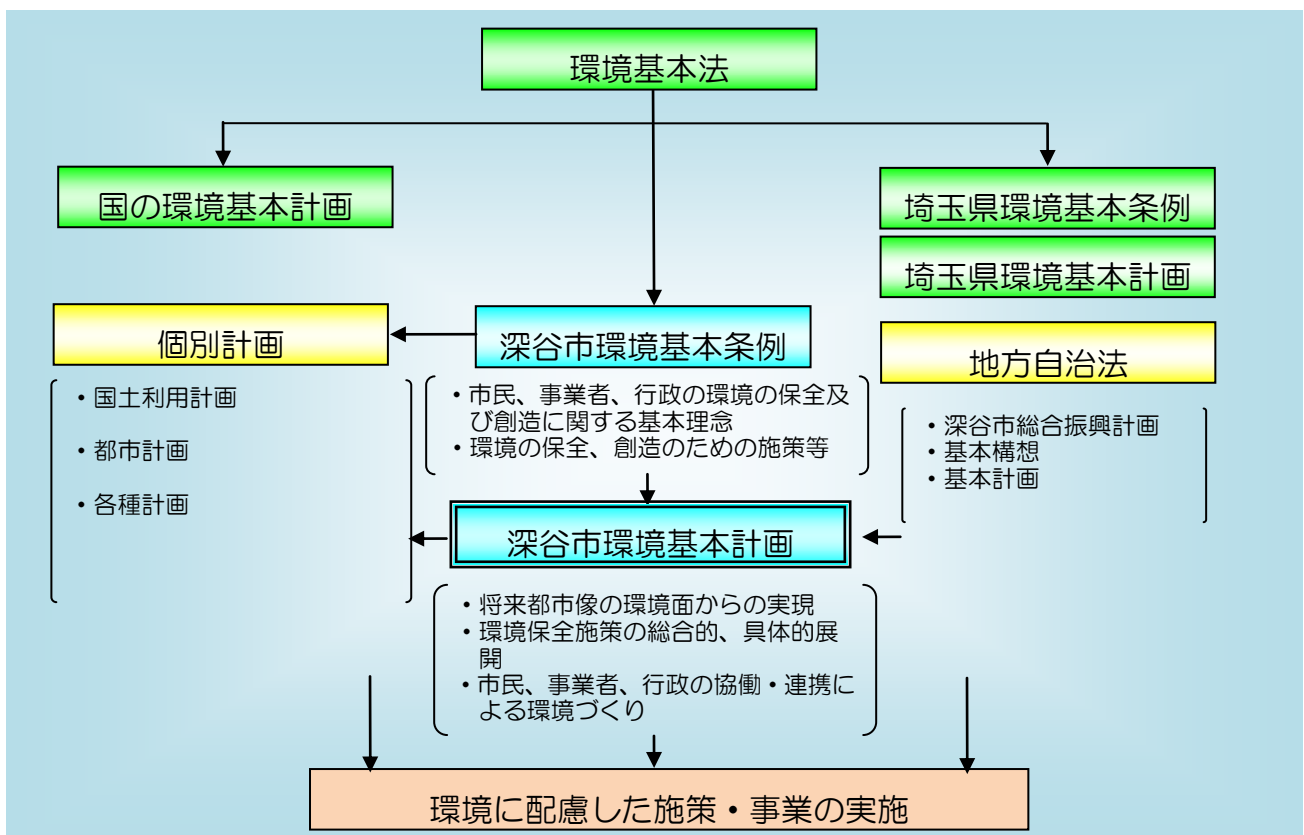 環境基本法
国の環境基本計画
埼玉県環境基本条例
埼玉県環境基本計画
個別計画
・国土利用計画
・都市計画
・各種計画
深谷市環境基本条例
・市民、事業者、行政の環境の保全及
び創造に関する基本理念
・環境の保全、創造のための施策等
地方自治法
・深谷市総合振興計画
・基本構想
・基本計画
深谷市環境基本計画
・将来都市像の環境面からの実現
・環境保全施策の総合的、具体的展
開
・市民、事業者、行政の協働・連携に
よる環境づくり
環境に配慮した施策・事業の実施